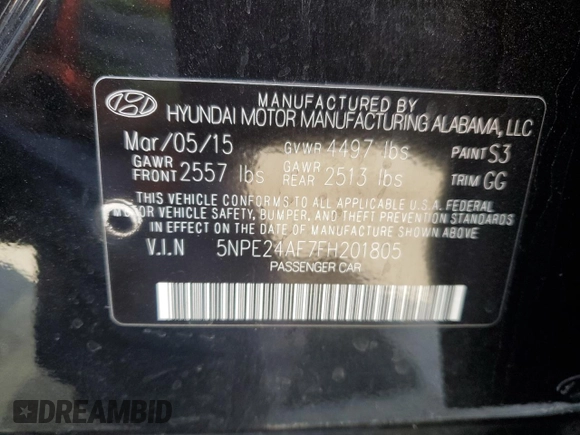 MANUFACTURED BY
HYUNDAI MOTOR MANUFACTURING ALABAMA, LLC
Mar/05/15 GVWR 4497 lbs PAINT S3
GAWR FRONT 2557 lbs GAWR REAR 2513 lbs TRIM GG
THIS VEHICLE CONFORMS TO ALL APPLICABLE U.S.A. FEDERAL
MOTOR VEHICLE SAFETY, BUMPER, AND THEFT PREVENTION STANDARDS
IN EFFECT ON THE DATE OF MANUFACTURE SHOWN ABOVE.
V.I.N 5NPE24AF7FH201805
PASSENGER CAR
DREAMBID